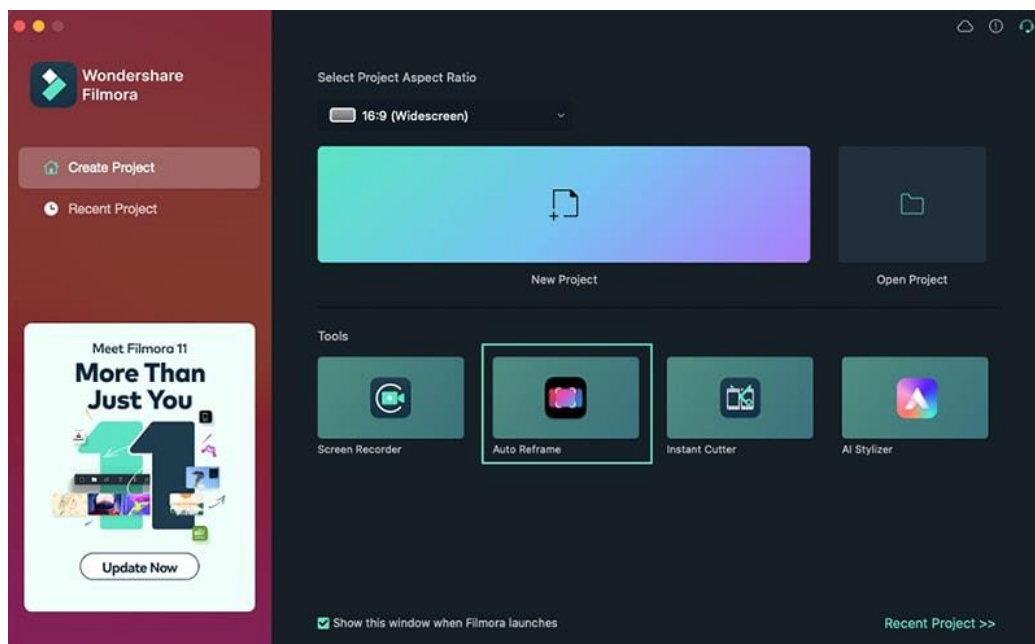 Wondershare
Filmora
Create Project
Recent Project
Meet Filmora 11
More Than
Just You
11
Update Now
Select Project Aspect Ratio
16:9 (Widescreen)
New Project
Open Project
Tools
Screen Recorder
Auto Reframe
Instant Cutter
AI Stylizer
Show this window when Filmora launches
Recent Project >>